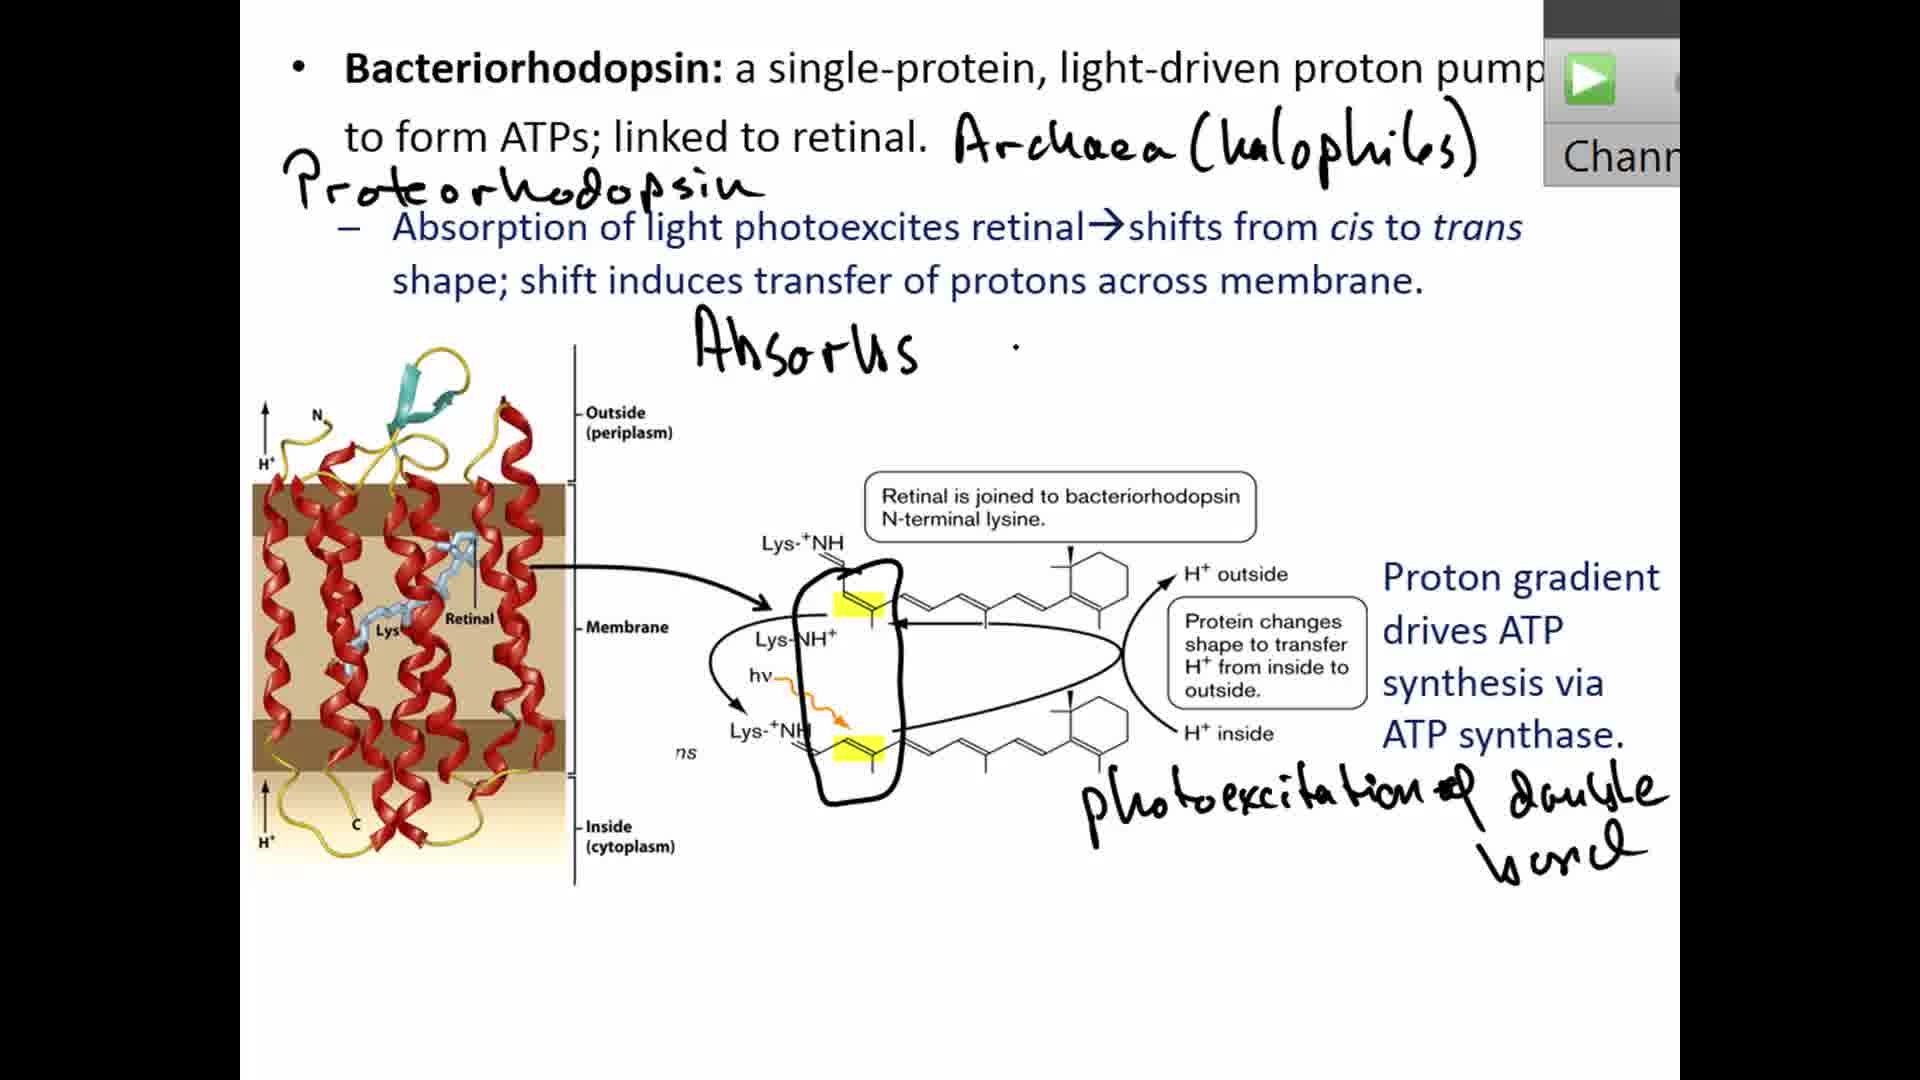 • Bacteriorhodopsin: a single-protein, light-driven proton pump
to form ATPs; linked to retinal. Archaea (halophiles)
Proteorhodopsin
– Absorption of light photoexcites retinal→shifts from cis to trans
shape; shift induces transfer of protons across membrane.
Absorbs
Chann
N
H⁺
Outside
(periplasm)
Retinal
Lys
Membrane
C
H⁺
Inside
(cytoplasm)
Retinal is joined to bacteriorhodopsin
N-terminal lysine.
Lys-⁺NH
Lys-NH⁺
hν
Lys-⁺NH
ns
H⁺ outside
Protein changes
shape to transfer
H⁺ from inside to
outside.
H⁺ inside
Proton gradient
drives ATP
synthesis via
ATP synthase.
photoexcitation of double
bond